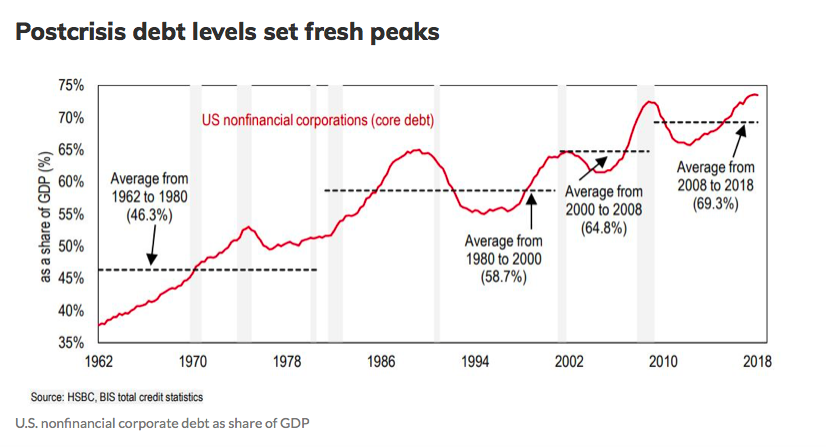 Postcrisis debt levels set fresh peaks
75%
70%
65%
60%
55%
50%
45%
40%
35%
as a share of GDP (%)
US nonfinancial corporations (core debt)
Average from
1962 to 1980
(46.3%)
Average from
1980 to 2000
(58.7%)
Average from
2000 to 2008
(64.8%)
Average from
2008 to 2018
(69.3%)
1962 1970 1978 1986 1994 2002 2010 2018
Source: HSBC, BIS total credit statistics
U.S. nonfinancial corporate debt as share of GDP